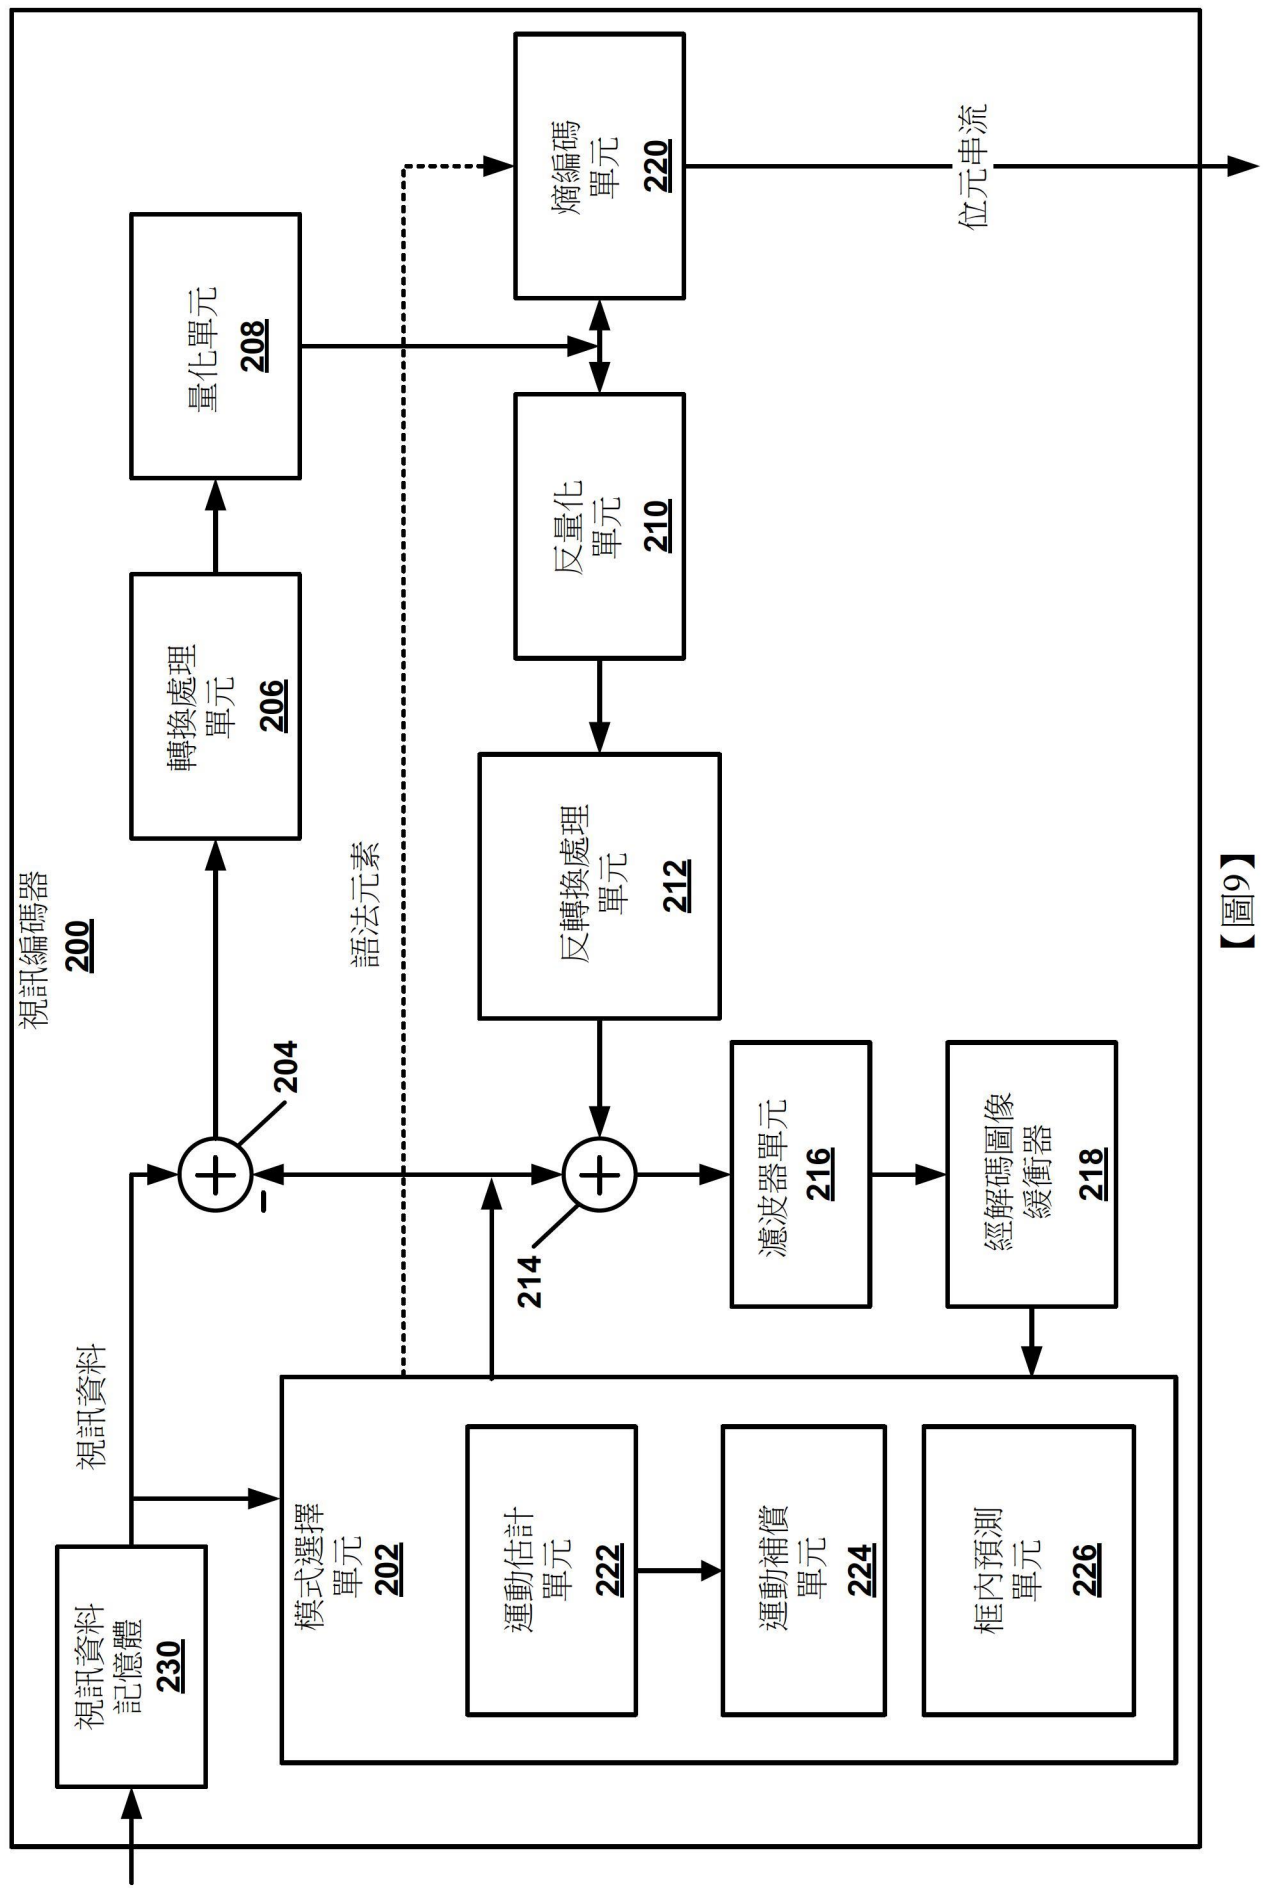 視訊編碼器
200
視訊資料
記憶體
230
視訊資料
204
轉換處理
單元
206
量化單元
208
語法元素
模式選擇
單元
202
運動估計
單元
222
運動補償
單元
224
框內預測
單元
226
214
反轉換處理
單元
212
反量化
單元
210
熵編碼
單元
220
濾波器單元
216
經解碼圖像
緩衝器
218
位元串流
【圖9】